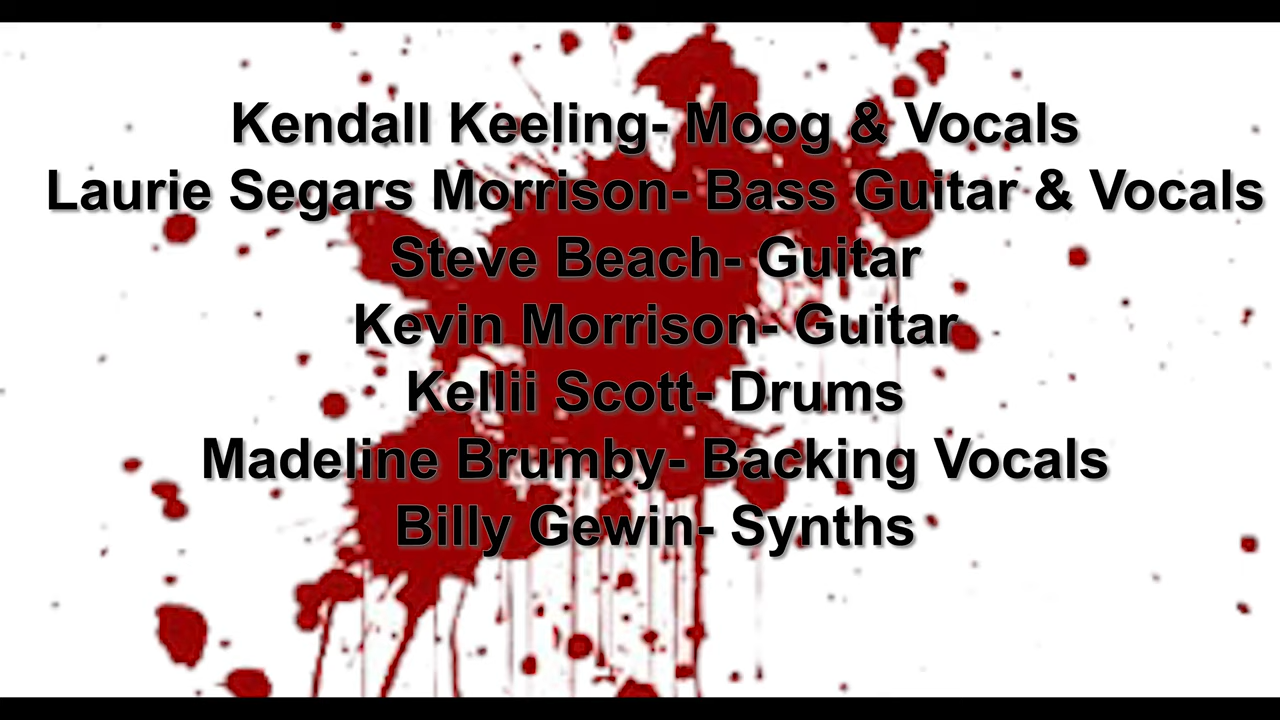 Kendall Keeling- Moog & Vocals
Laurie Segars Morrison- Bass Guitar & Vocals
Steve Beach- Guitar
Kevin Morrison- Guitar
Kellii Scott- Drums
Madeline Brumby- Backing Vocals
Billy Gewin- Synths